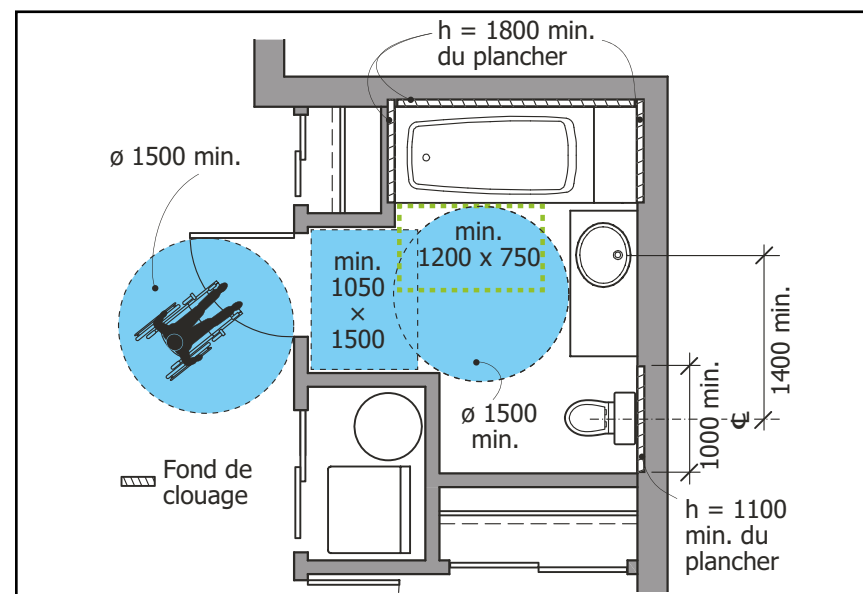 h = 1800 min.
du plancher
ø 1500 min.
min.
1200 x 750
min.
1050
×
1500
1400 min.
ø 1500
min.
1000 min.
℄
Fond de
clouage
h = 1100
min. du
plancher